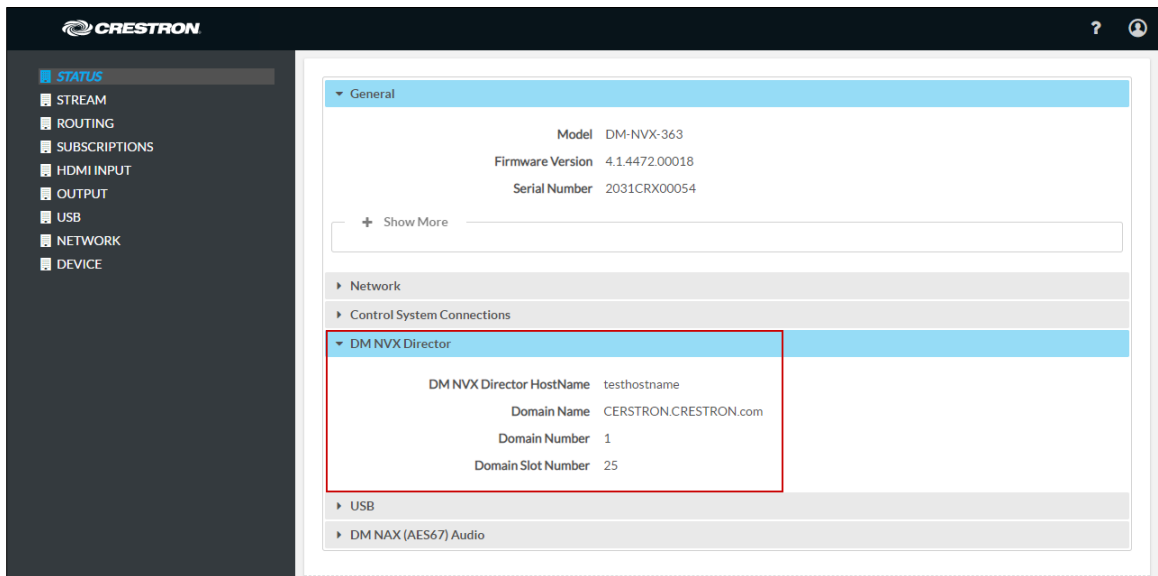 CRESTRON
?
STATUS
STREAM
ROUTING
SUBSCRIPTIONS
HDMI INPUT
OUTPUT
USB
NETWORK
DEVICE
General
Model DM-NVX-363
Firmware Version 4.1.4472.00018
Serial Number 2031CRX00054
+ Show More
Network
Control System Connections
DM NVX Director
DM NVX Director HostName testhostname
Domain Name CERSTRON.CRESTRON.com
Domain Number 1
Domain Slot Number 25
USB
DM NAX (AES67) Audio